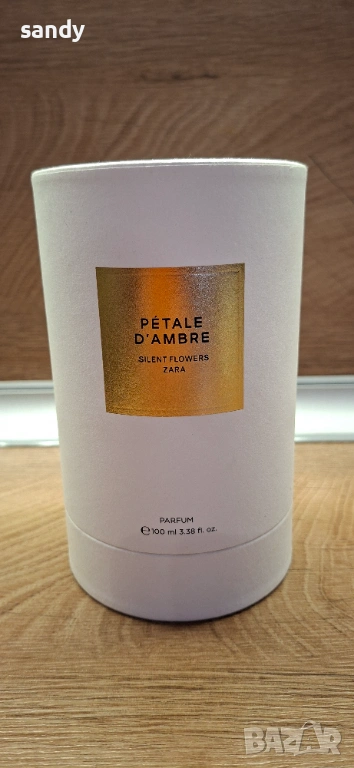 sandy
PÉTALE
D'AMBRE
SILENT FLOWERS
ZARA
PARFUM
℮100 ml 3.38 fl. oz.
BAZAR